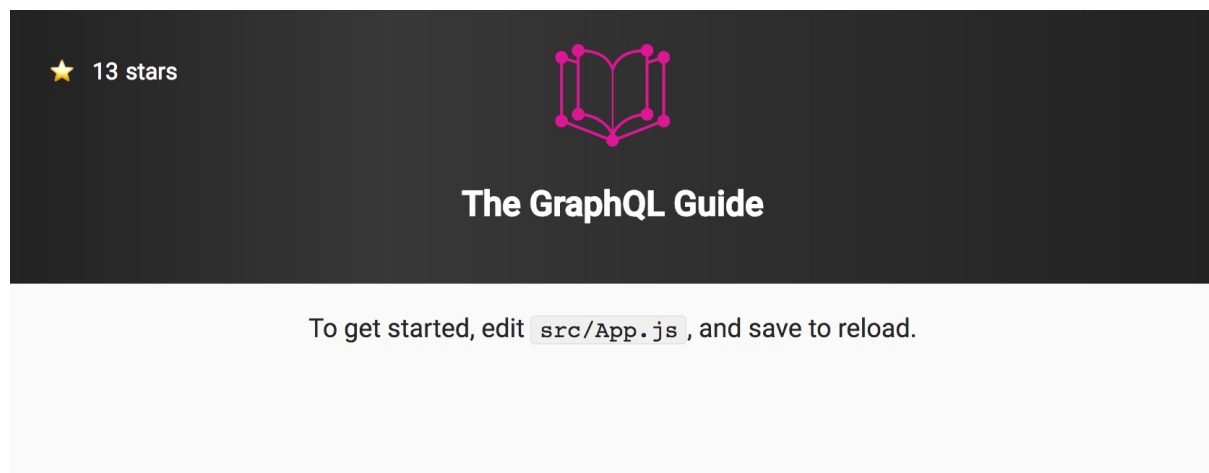 13 stars
The GraphQL Guide
To get started, edit src/App.js, and save to reload.